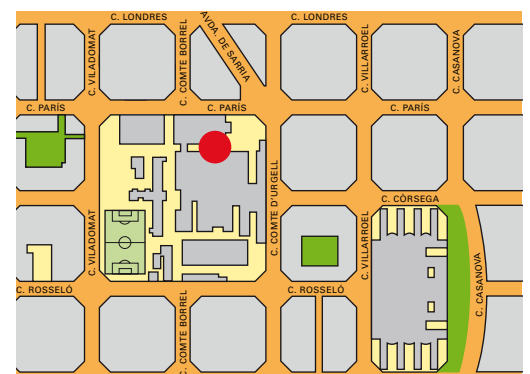 C. LONDRES
C. LONDRES
C. VILADOMAT
C. COMTE BORREL
AVDA. DE SARRIA
C. VILLARROEL
C. CASANOVA
C. PARÍS
C. PARÍS
C. PARÍS
C. COMTE D'URGELL
C. CÒRSEGA
C. VILADOMAT
C. VILLARROEL
C. CASANOVA
C. ROSSELÓ
C. ROSSELÓ
C. COMTE BORREL